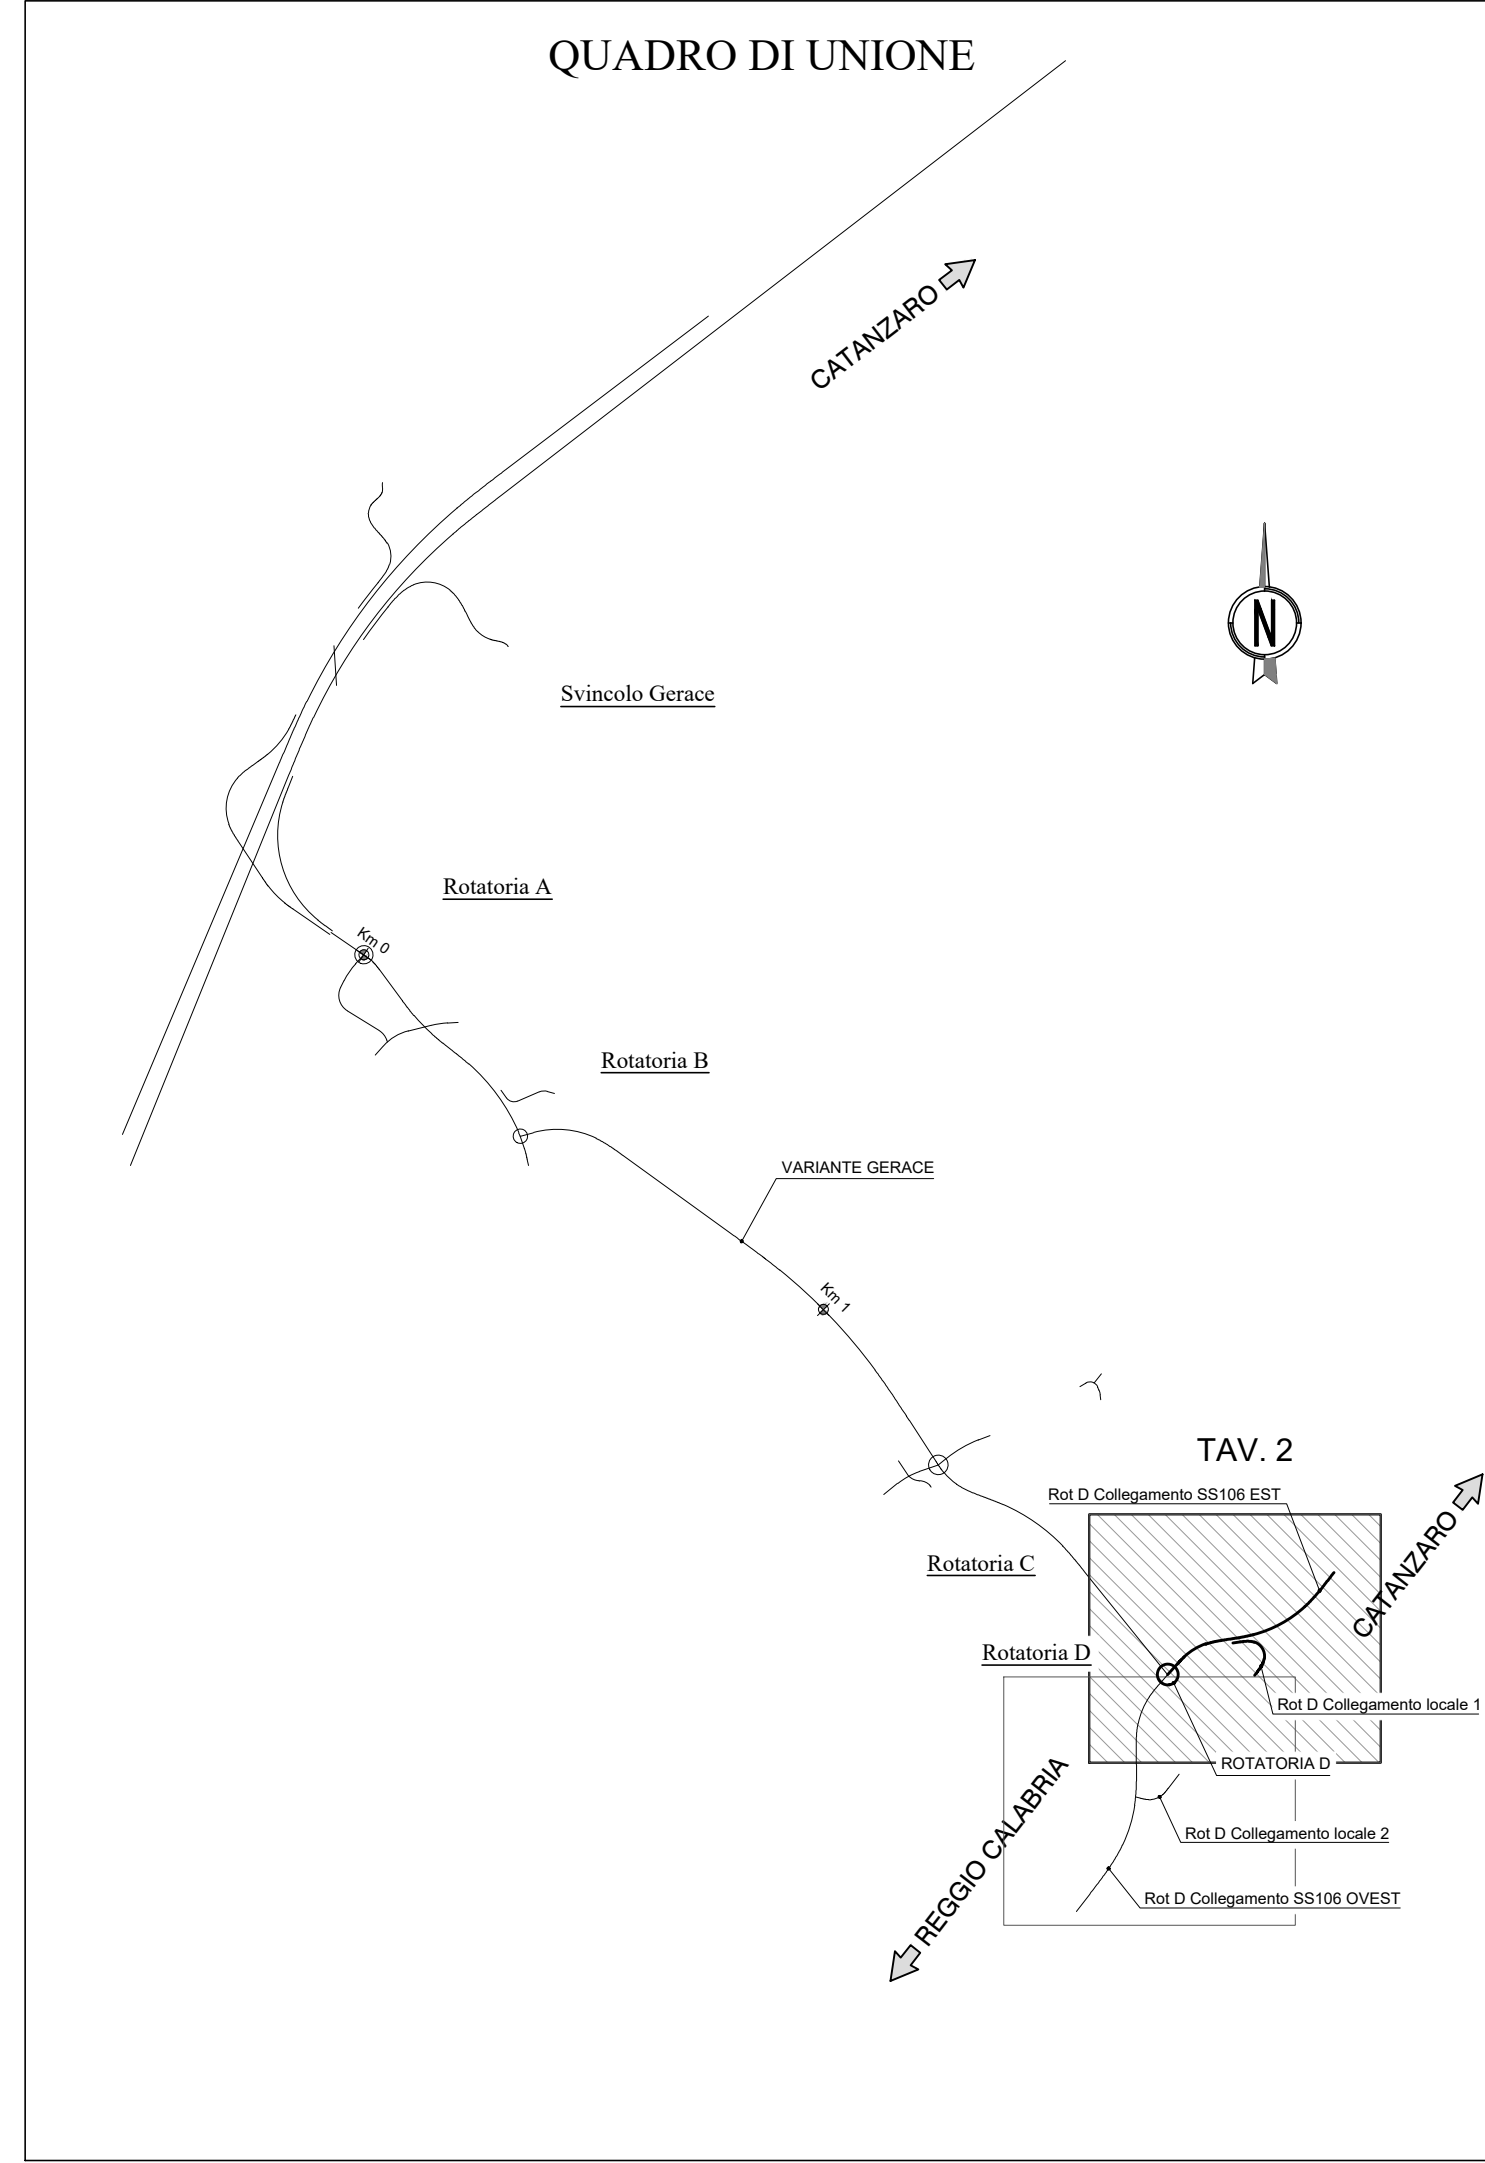 QUADRO DI UNIONE
CATANZARO
N
Svincolo Gerace
Rotatoria A
Km 0
Rotatoria B
VARIANTE GERACE
Km 1
TAV. 2
Rot D Collegamento SS106 EST
CATANZARO
Rotatoria C
Rotatoria D
Rot D Collegamento locale 1
ROTATORIA D
REGGIO CALABRIA
Rot D Collegamento locale 2
Rot D Collegamento SS106 OVEST